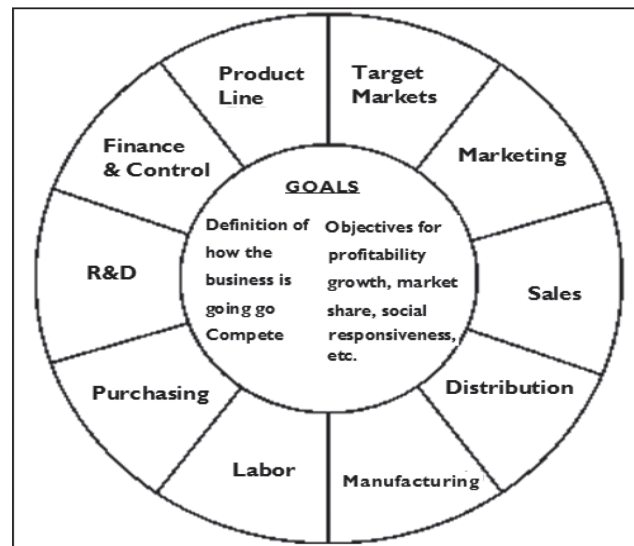 Product
Line
Target
Markets
Finance
& Control
Marketing
GOALS
Definition of
how the
business is
going go
Compete
Objectives for
profitability
growth, market
share, social
responsiveness,
etc.
R&D
Sales
Purchasing
Distribution
Labor
Manufacturing